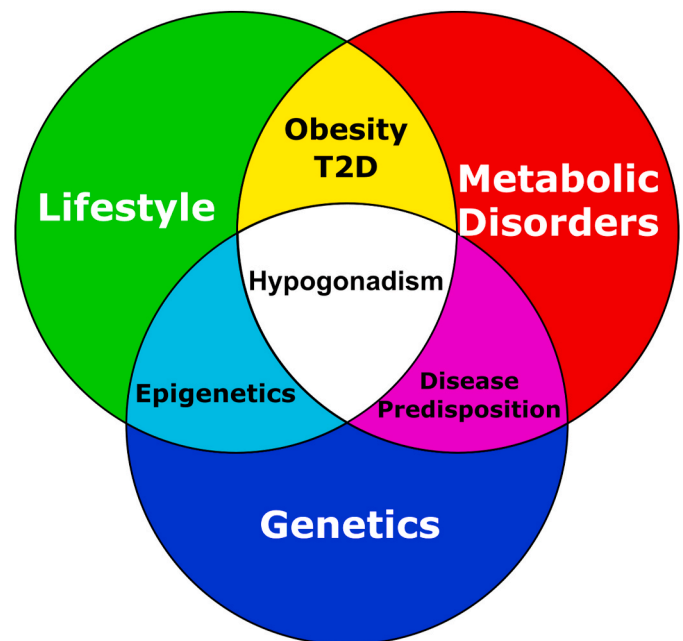 Obesity
T2D
Lifestyle
Metabolic
Disorders
Hypogonadism
Epigenetics
Disease
Predisposition
Genetics